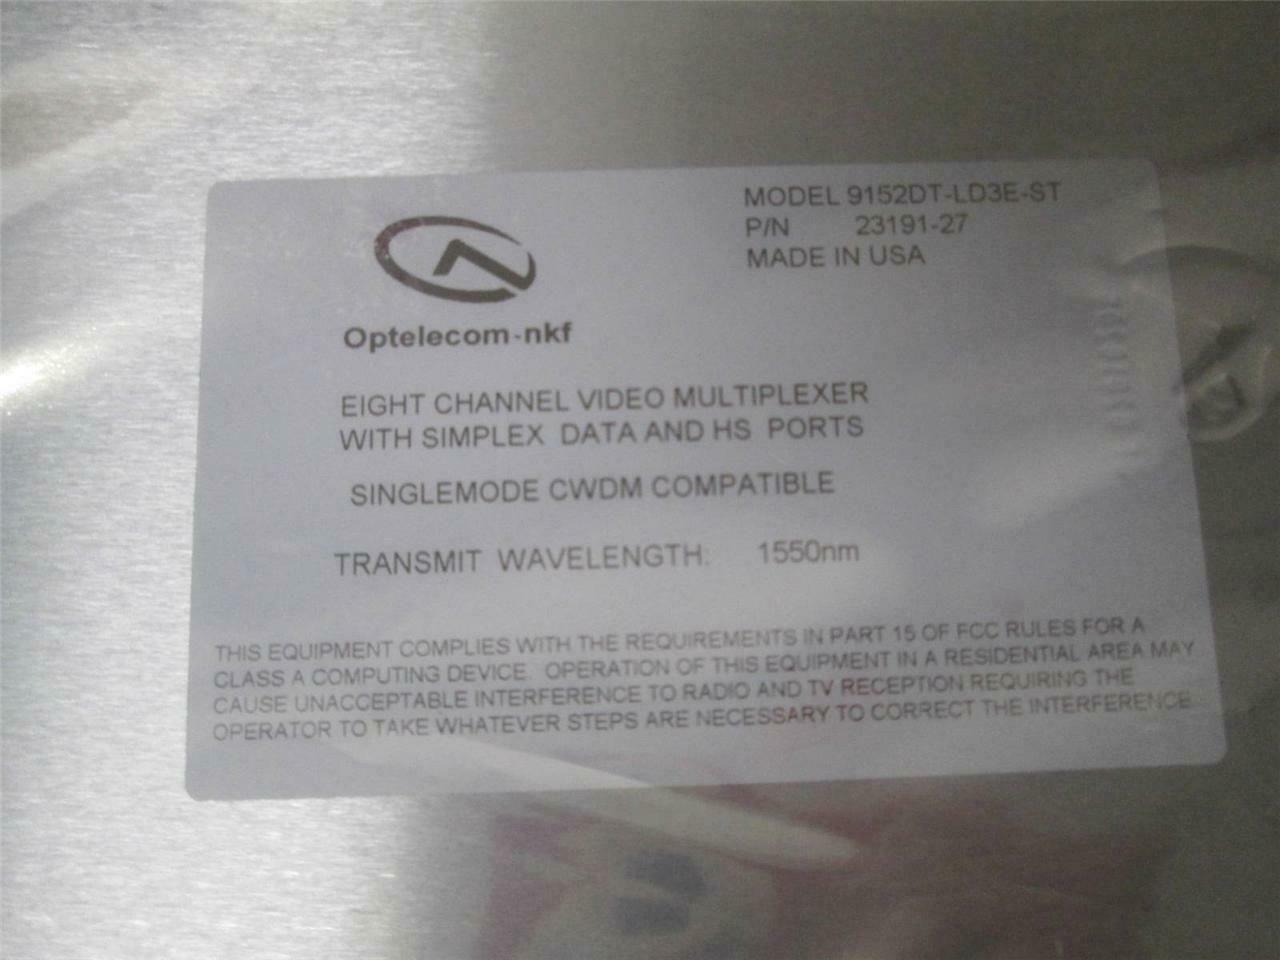 MODEL 9152DT-LD3E-ST
P/N 23191-27
MADE IN USA
Optelecom-nkf
EIGHT CHANNEL VIDEO MULTIPLEXER
WITH SIMPLEX DATA AND HS PORTS
SINGLEMODE CWDM COMPATIBLE
TRANSMIT WAVELENGTH: 1550nm
THIS EQUIPMENT COMPLIES WITH THE REQUIREMENTS IN PART 15 OF FCC RULES FOR A
CLASS A COMPUTING DEVICE. OPERATION OF THIS EQUIPMENT IN A RESIDENTIAL AREA MAY
CAUSE UNACCEPTABLE INTERFERENCE TO RADIO AND TV RECEPTION REQUIRING THE
OPERATOR TO TAKE WHATEVER STEPS ARE NECESSARY TO CORRECT THE INTERFERENCE.